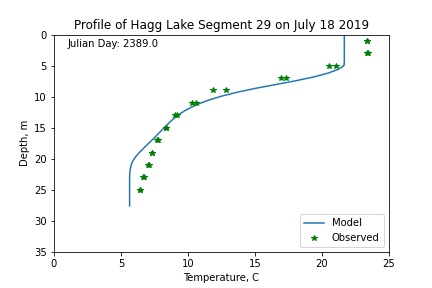 Profile of Hagg Lake Segment 29 on July 18 2019
Julian Day: 2389.0
0
5
10
15
20
25
30
35
Depth, m
0
5
10
15
20
25
Temperature, C
Model
Observed